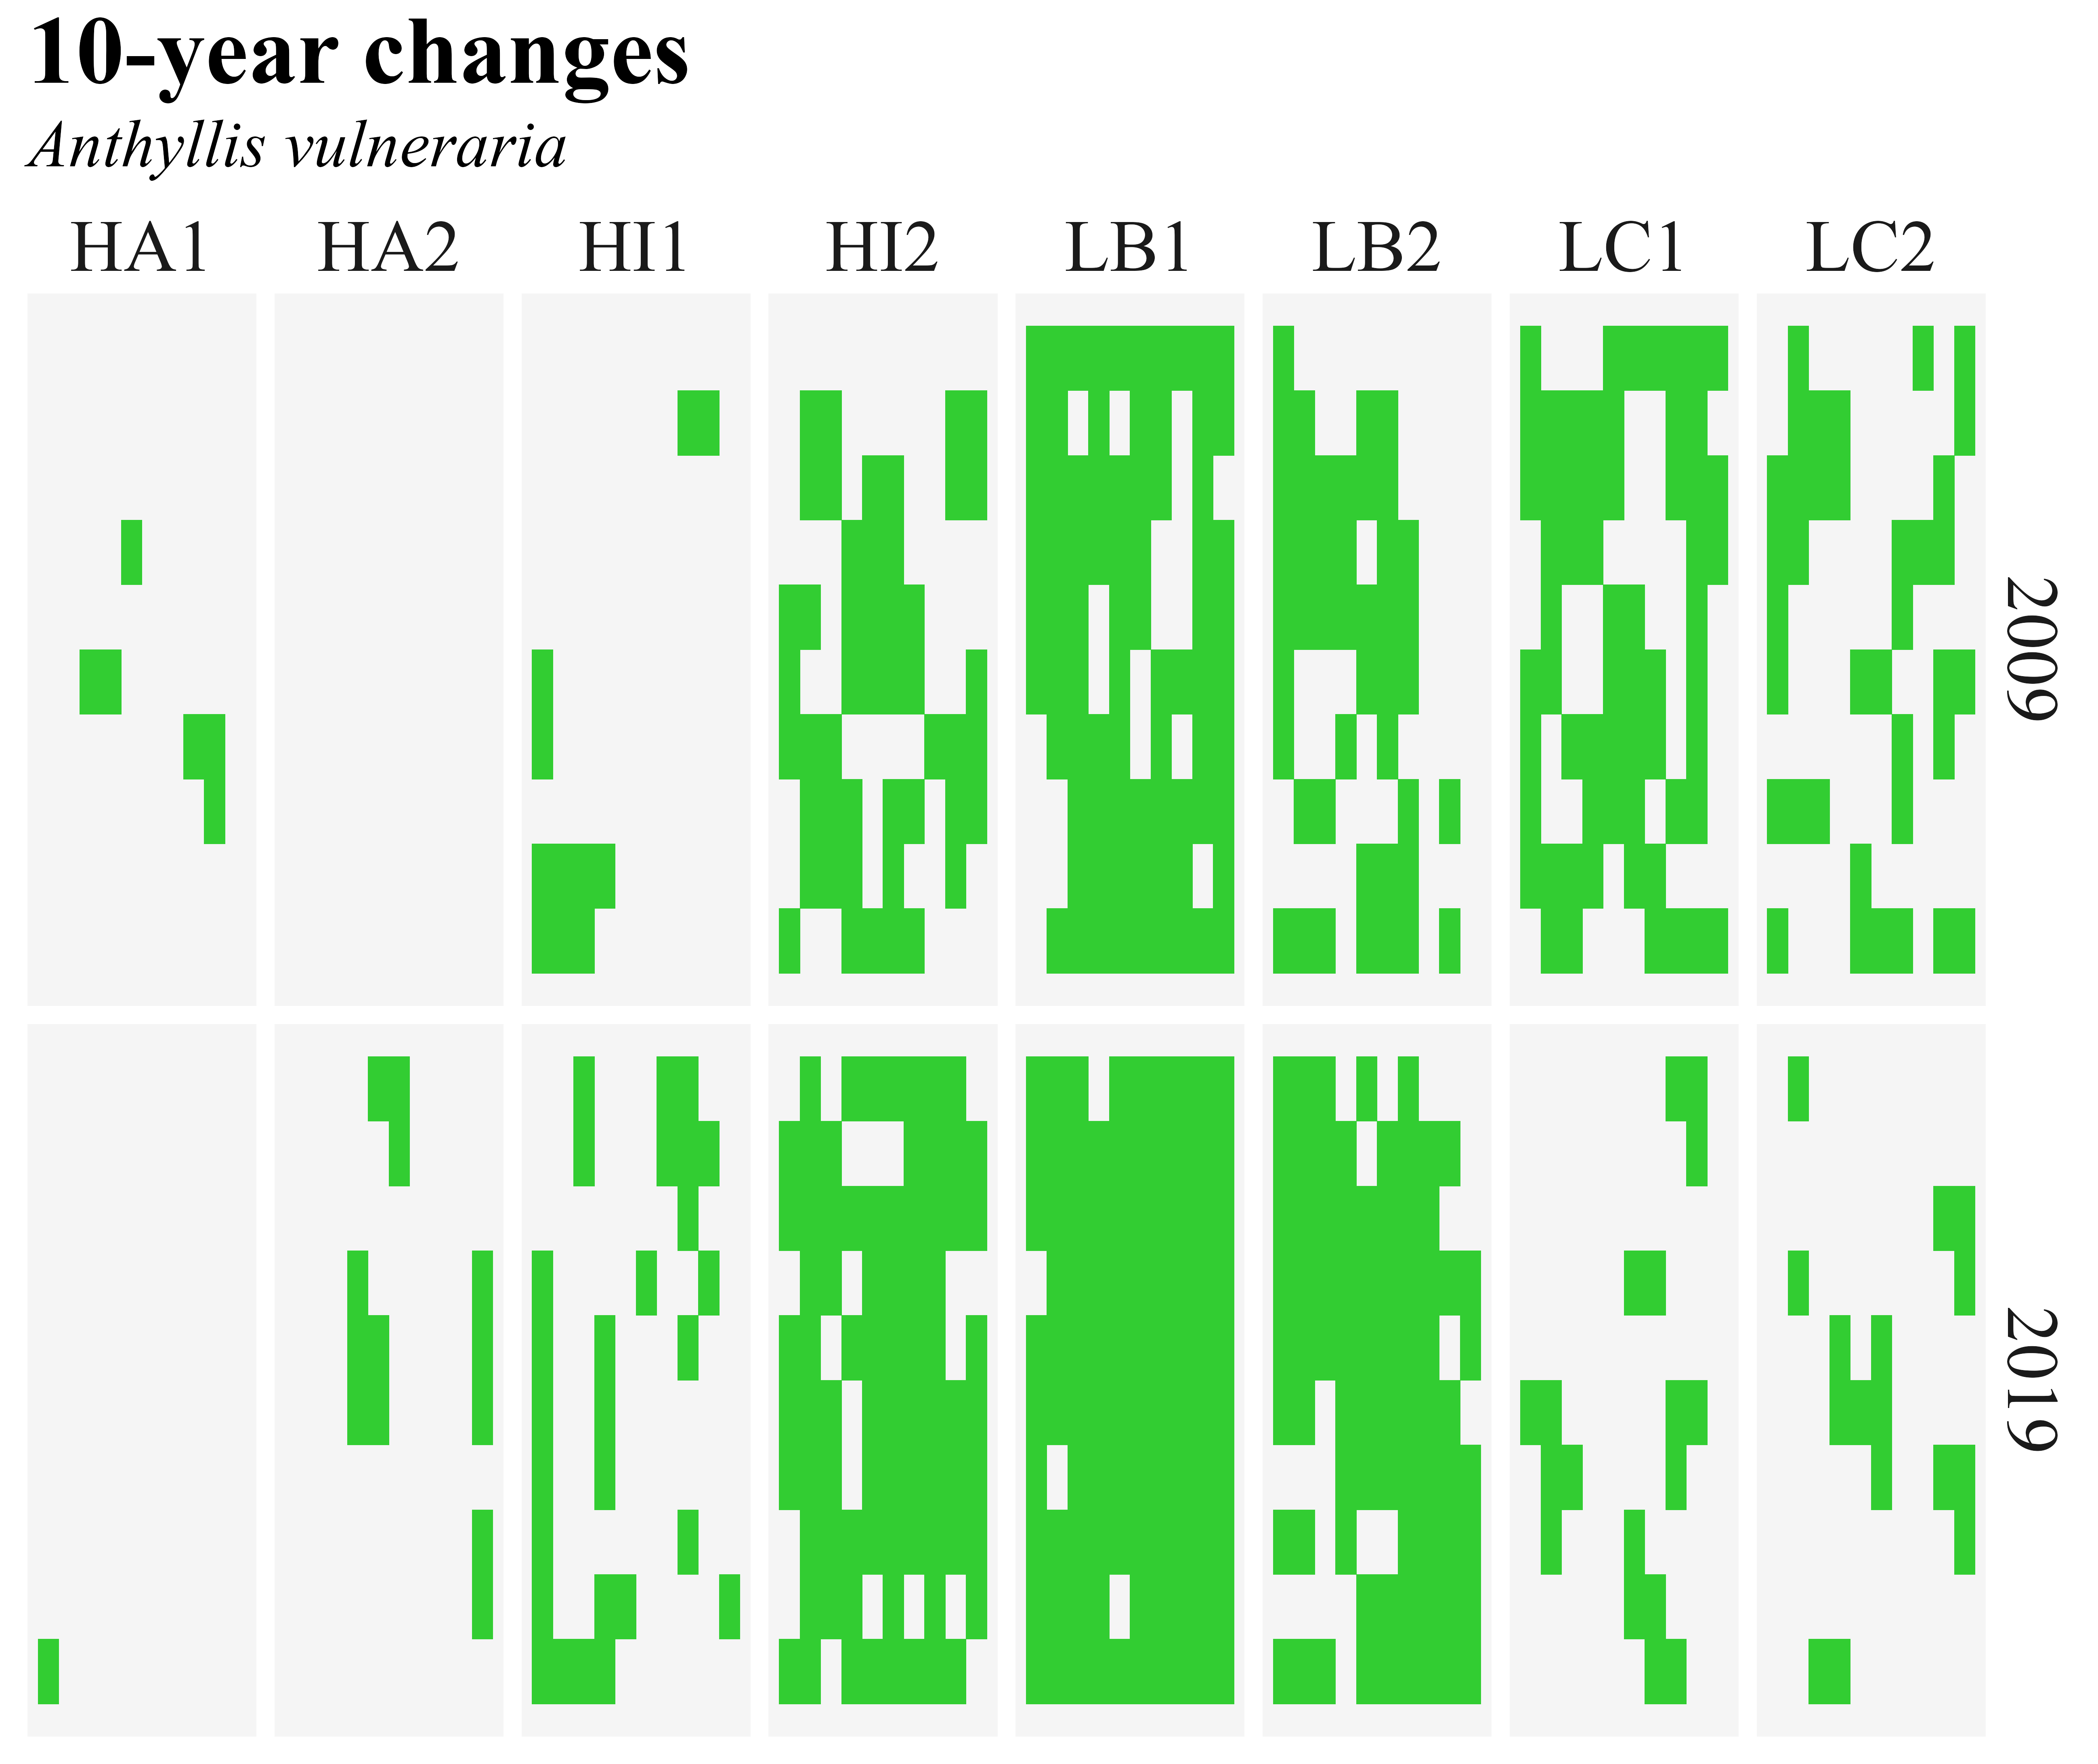 10-year changes
Anthyllis vulneraria
HA1 HA2 HI1 HI2 LB1 LB2 LC1 LC2
2009
2019